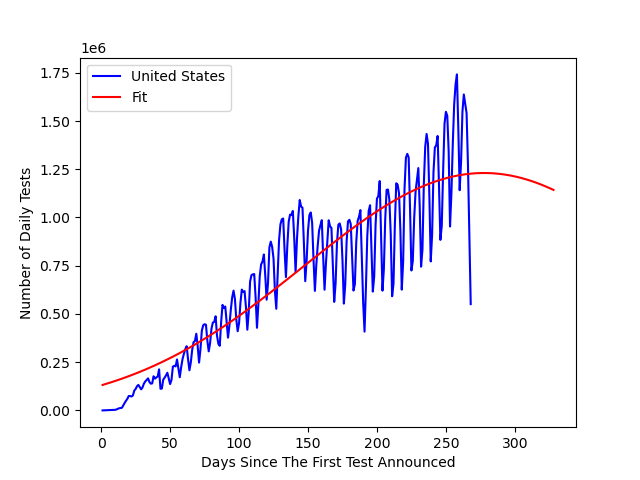 1e6
United States
Fit
1.75
1.50
1.25
1.00
0.75
0.50
0.25
0.00
Number of Daily Tests
0 50 100 150 200 250 300
Days Since The First Test Announced